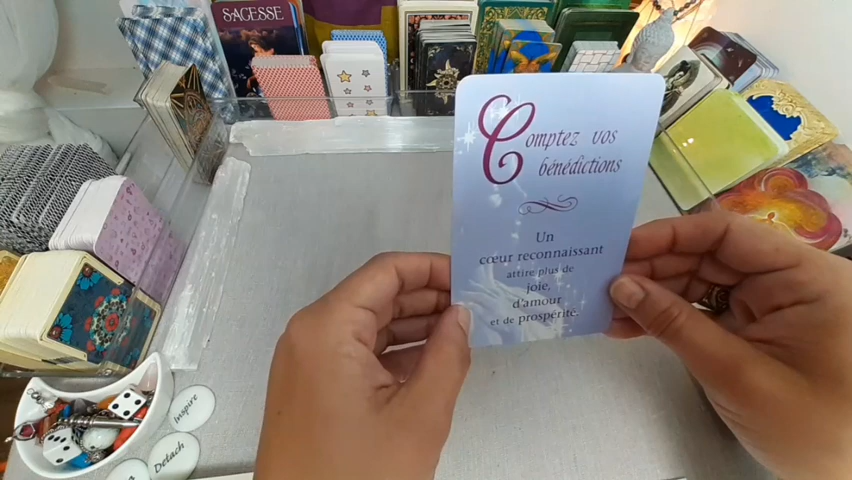 SAGESSE
Comptez vos
bénédictions
Un
cœur reconnaissant
attire plus de
joie,
d'amour
et de prospérité.
Inspire
Detach